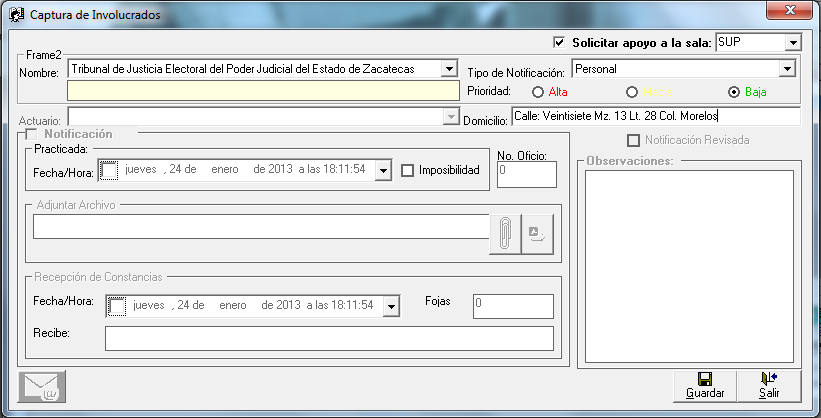 Captura de Involucrados
Solicitar apoyo a la sala: SUP
Frame2
Nombre: Tribunal de Justicia Electoral del Poder Judicial del Estado de Zacatecas
Tipo de Notificación: Personal
Prioridad: Alta Baja
Actuario:
Domicilio: Calle: Veintisiete Mz. 13 Lt. 28 Col. Morelos
Notificación
Notificación Revisada
Practicada:
Fecha/Hora: jueves , 24 de enero de 2013 a las 18:11:54
Imposibilidad
No. Oficio:
0
Observaciones:
Adjuntar Archivo
Recepción de Constancias
Fecha/Hora: jueves , 24 de enero de 2013 a las 18:11:54
Fojas 0
Recibe:
Guardar
Salir